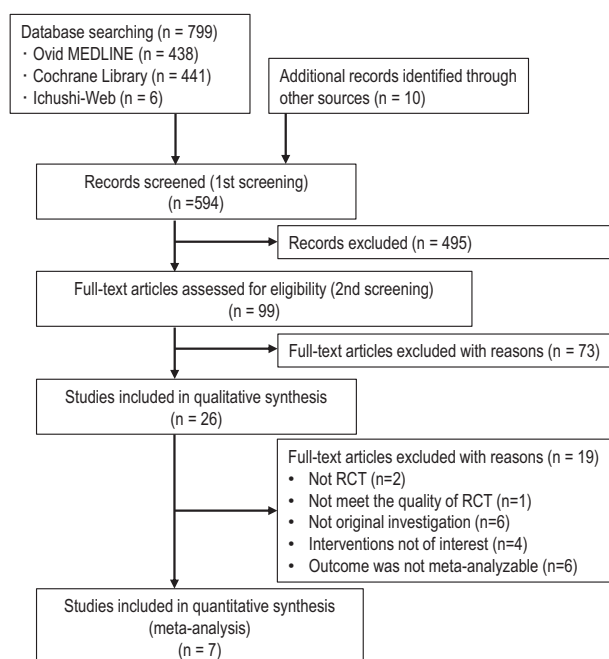 Database searching (n = 799)
・Ovid MEDLINE (n = 438)
・Cochrane Library (n = 441)
・Ichushi-Web (n = 6)
Additional records identified through
other sources (n = 10)
Records screened (1st screening)
(n =594)
Records excluded (n = 495)
Full-text articles assessed for eligibility (2nd screening)
(n = 99)
Full-text articles excluded with reasons (n = 73)
Studies included in qualitative synthesis
(n = 26)
Full-text articles excluded with reasons (n = 19)
• Not RCT (n=2)
• Not meet the quality of RCT (n=1)
• Not original investigation (n=6)
• Interventions not of interest (n=4)
• Outcome was not meta-analyzable (n=6)
Studies included in quantitative synthesis
(meta-analysis)
n = 7)